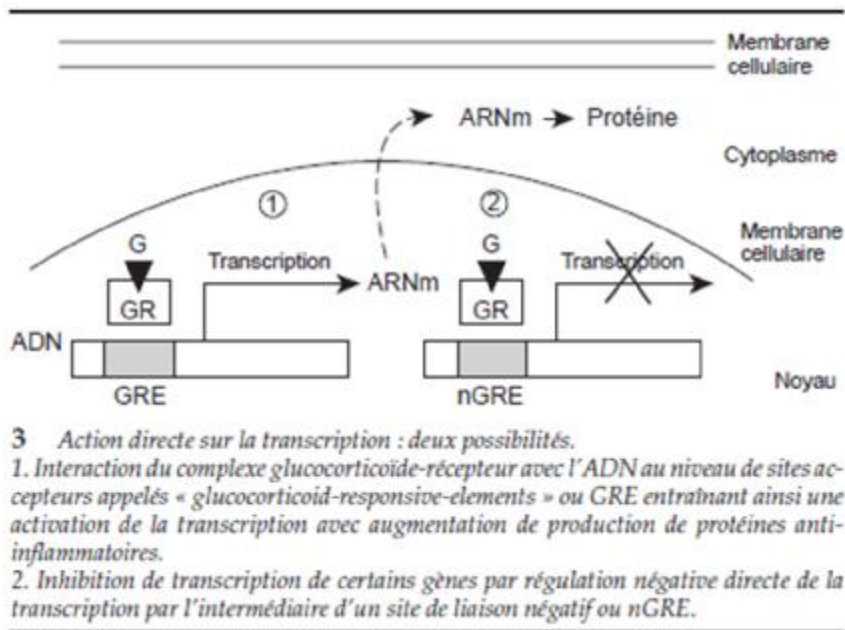 Membrane
cellulaire
ARNm → Protéine
Cytoplasme
① ②
Membrane
cellulaire
G G
Transcription ARNm Transcription
GR GR
ADN
GRE nGRE
Noyau
3 Action directe sur la transcription : deux possibilités.
1. Interaction du complexe glucocorticoïde-récepteur avec l'ADN au niveau de sites ac-
cepteurs appelés « glucocorticoid-responsive-elements » ou GRE entraînant ainsi une
activation de la transcription avec augmentation de production de protéines anti-
inflammatoires.
2. Inhibition de transcription de certains gènes par régulation négative directe de la
transcription par l'intermédiaire d'un site de liaison négatif ou nGRE.